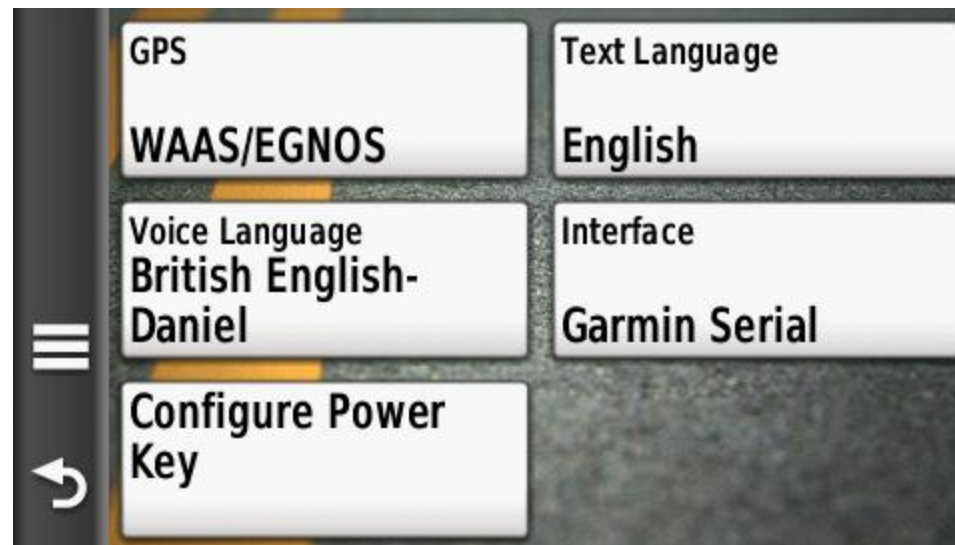 GPS
WAAS/EGNOS
Text Language
English
Voice Language
British English-
Daniel
Interface
Garmin Serial
Configure Power
Key